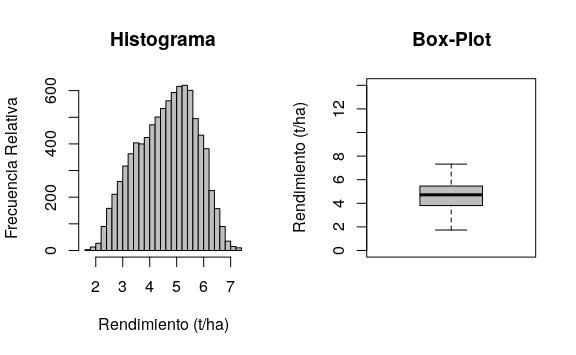 Histograma
Frecuencia Relativa
0 200 400 600
2 3 4 5 6 7
Rendimiento (t/ha)
Box-Plot
Rendimiento (t/ha)
0 2 4 6 8 12